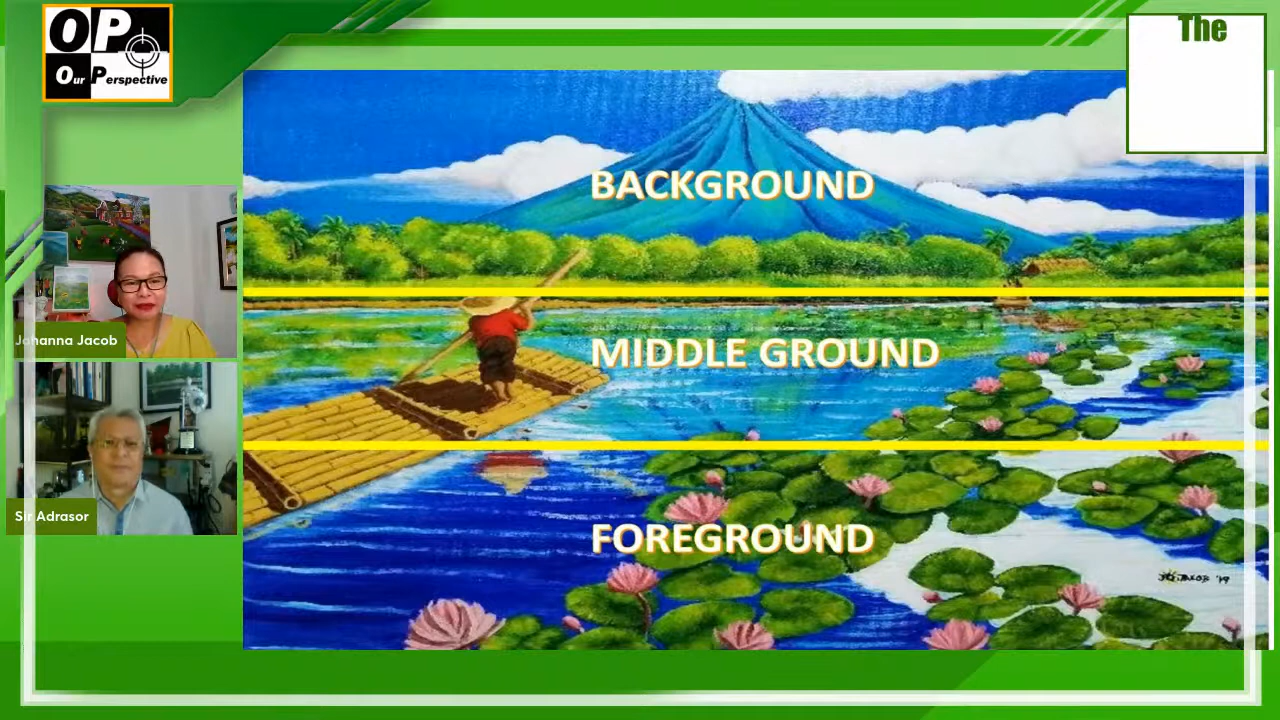 OP
Our Perspective
The
BACKGROUND
Johanna Jacob
MIDDLE GROUND
Sir Adrasor
FOREGROUND